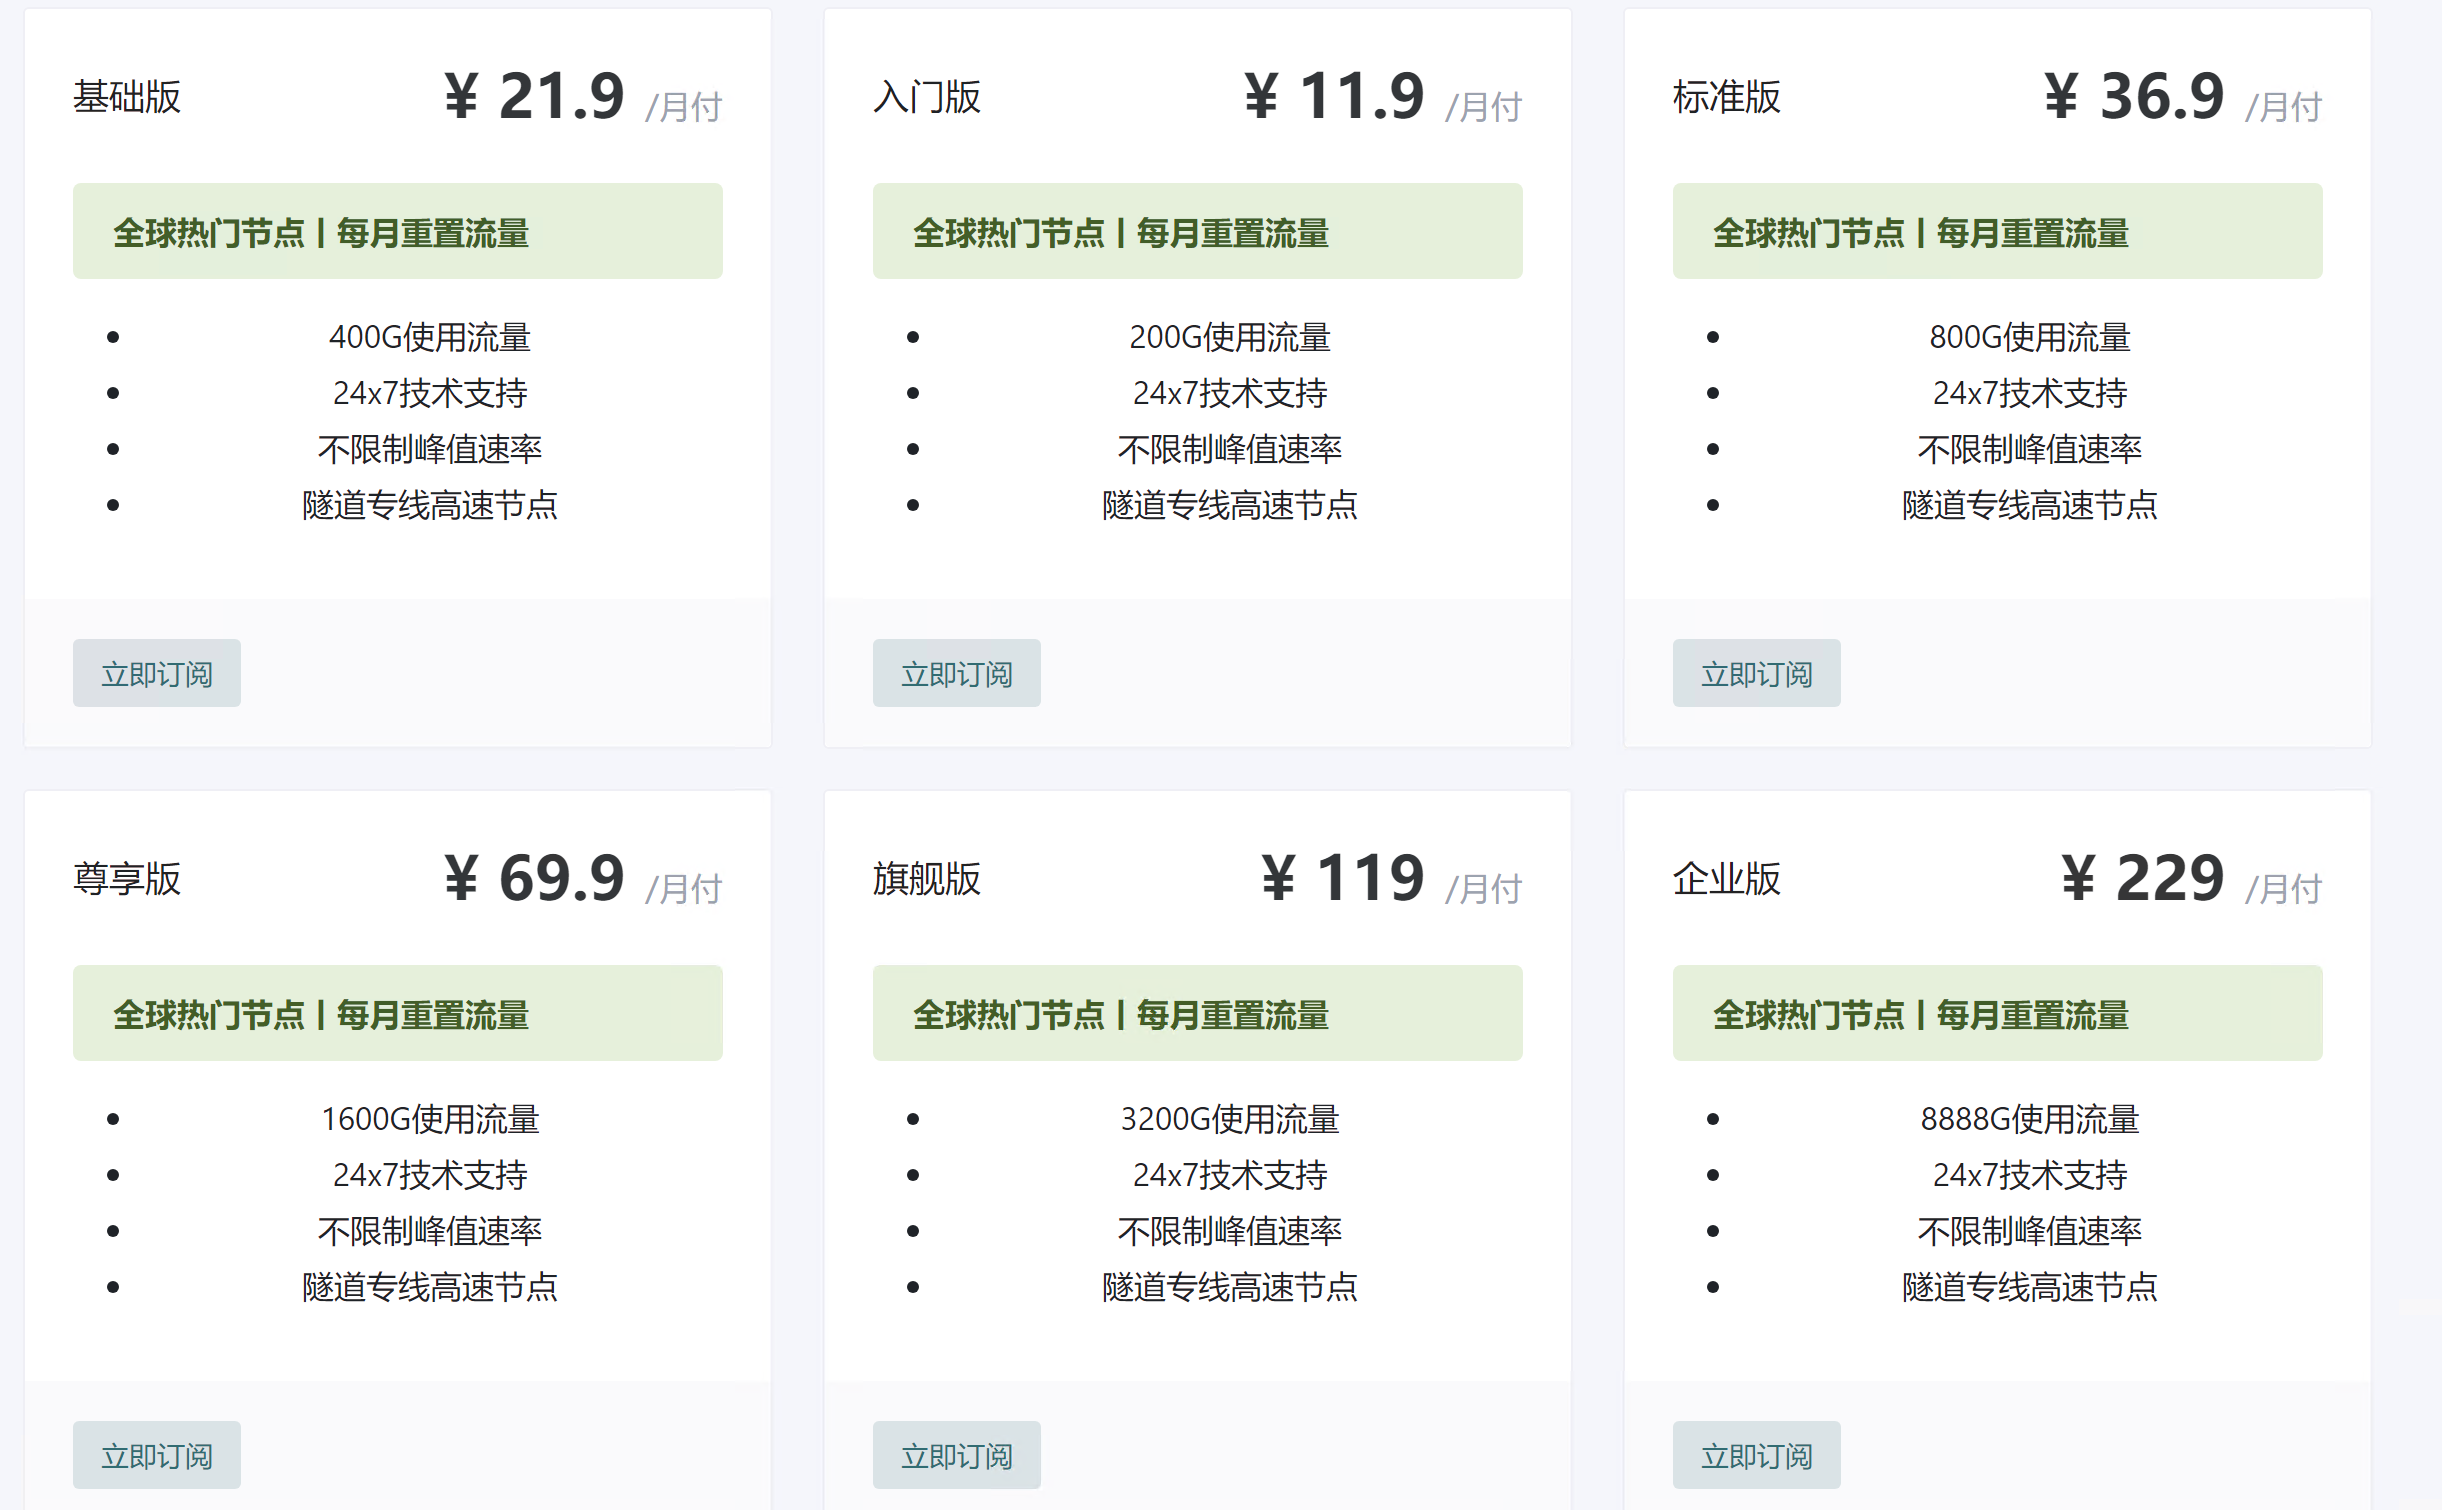 基础版
¥ 21.9 /月付
全球热门节点丨每月重置流量
400G使用流量
24x7技术支持
不限制峰值速率
隧道专线高速节点
立即订阅
入门版
¥ 11.9 /月付
全球热门节点丨每月重置流量
200G使用流量
24x7技术支持
不限制峰值速率
隧道专线高速节点
立即订阅
标准版
¥ 36.9 /月付
全球热门节点丨每月重置流量
800G使用流量
24x7技术支持
不限制峰值速率
隧道专线高速节点
立即订阅
尊享版
¥ 69.9 /月付
全球热门节点丨每月重置流量
1600G使用流量
24x7技术支持
不限制峰值速率
隧道专线高速节点
立即订阅
旗舰版
¥ 119 /月付
全球热门节点丨每月重置流量
3200G使用流量
24x7技术支持
不限制峰值速率
隧道专线高速节点
立即订阅
企业版
¥ 229 /月付
全球热门节点丨每月重置流量
8888G使用流量
24x7技术支持
不限制峰值速率
隧道专线高速节点
立即订阅